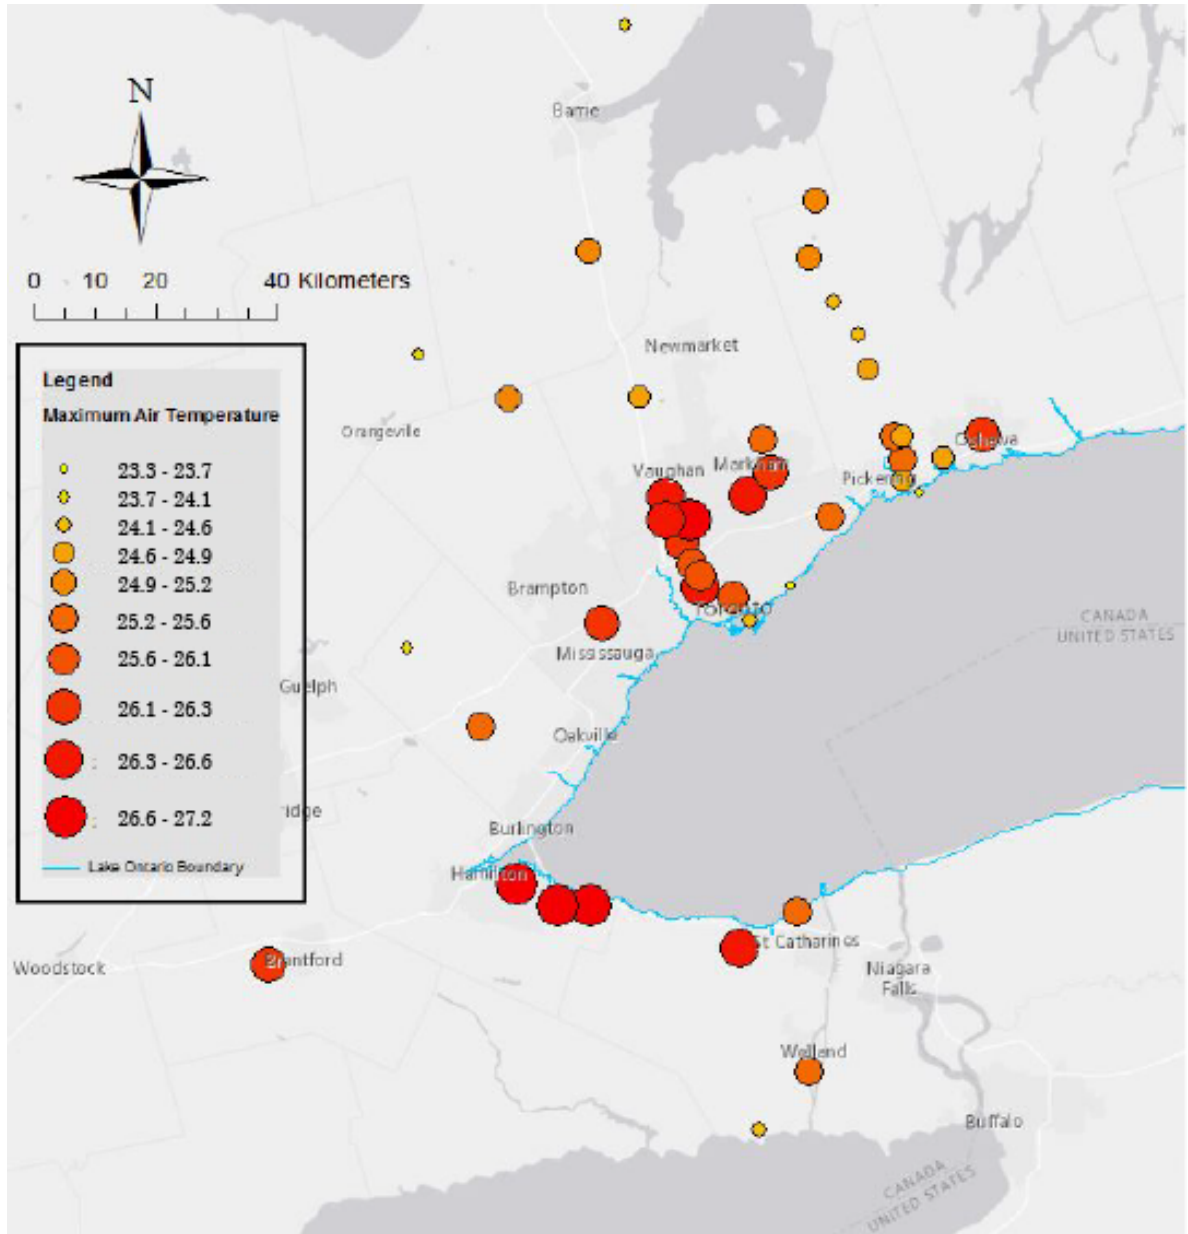 Barrie
N
0 10 20 40 Kilometers
Newmarket
Legend
Maximum Air Temperature
23.3 - 23.7
23.7 - 24.1
24.1 - 24.6
24.6 - 24.9
24.9 - 25.2
25.2 - 25.6
25.6 - 26.1
26.1 - 26.3
26.3 - 26.6
26.6 - 27.2
Lake Ontario Boundary
Orangeville
Oshawa
Vaughan
Markham
Pickering
Brampton
Toronto
CANADA
UNITED STATES
Mississauga
Guelph
Oakville
ridge
Burlington
Hamilton
St Catharines
Brantford
Woodstock
Niagara
Falls
Welland
Buffalo
CANADA
UNITED STATES